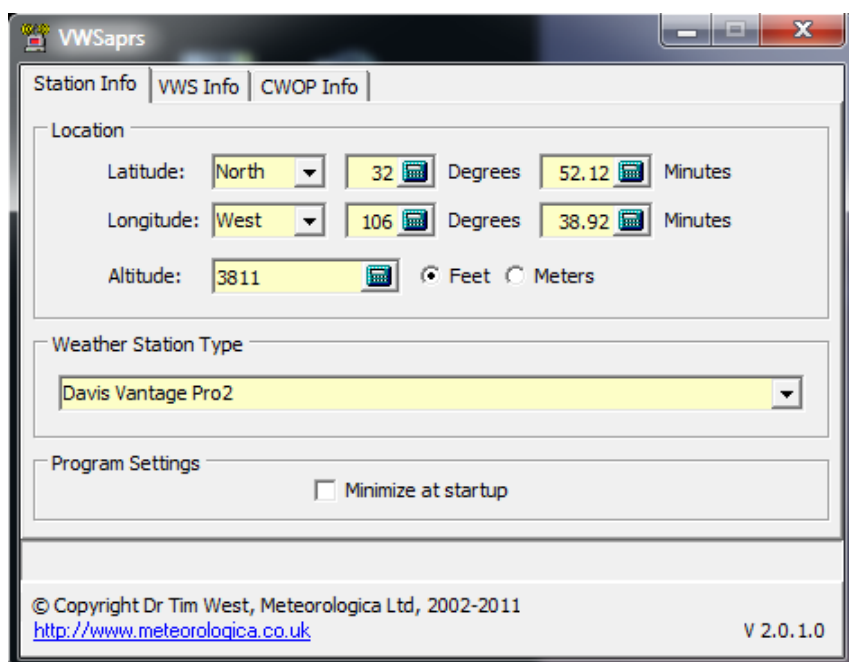 VWSaprs
Station Info VWS Info CWOP Info
Location
Latitude: North 32 Degrees 52.12 Minutes
Longitude: West 106 Degrees 38.92 Minutes
Altitude: 3811 Feet Meters
Weather Station Type
Davis Vantage Pro2
Program Settings
Minimize at startup
© Copyright Dr Tim West, Meteorologica Ltd, 2002-2011
http://www.meteorologica.co.uk V 2.0.1.0